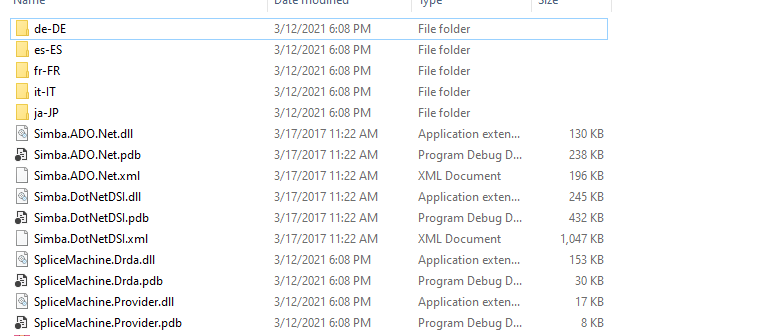 Name Date modified Type Size
de-DE 3/12/2021 6:08 PM File folder
es-ES 3/12/2021 6:08 PM File folder
fr-FR 3/12/2021 6:08 PM File folder
it-IT 3/12/2021 6:08 PM File folder
ja-JP 3/12/2021 6:08 PM File folder
Simba.ADO.Net.dll 3/17/2017 11:22 AM Application exten... 130 KB
Simba.ADO.Net.pdb 3/17/2017 11:22 AM Program Debug D... 238 KB
Simba.ADO.Net.xml 3/17/2017 11:22 AM XML Document 196 KB
Simba.DotNetDSI.dll 3/17/2017 11:22 AM Application exten... 245 KB
Simba.DotNetDSI.pdb 3/17/2017 11:22 AM Program Debug D... 432 KB
Simba.DotNetDSI.xml 3/17/2017 11:22 AM XML Document 1,047 KB
SpliceMachine.Drda.dll 3/12/2021 6:08 PM Application exten... 153 KB
SpliceMachine.Drda.pdb 3/12/2021 6:08 PM Program Debug D... 30 KB
SpliceMachine.Provider.dll 3/12/2021 6:08 PM Application exten... 17 KB
SpliceMachine.Provider.pdb 3/12/2021 6:08 PM Program Debug D... 8 KB